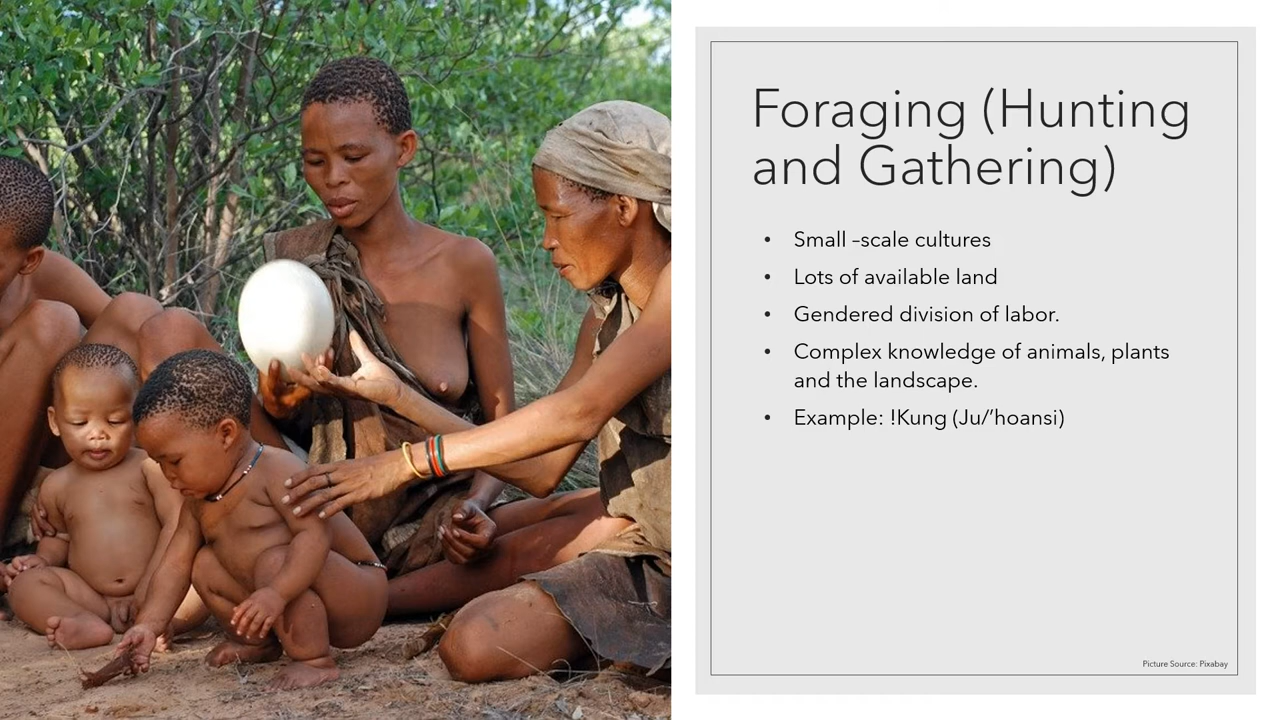 Foraging (Hunting
and Gathering)
• Small –scale cultures
• Lots of available land
• Gendered division of labor.
• Complex knowledge of animals, plants
and the landscape.
• Example: !Kung (Ju/’hoansi)
Picture Source: Pixabay